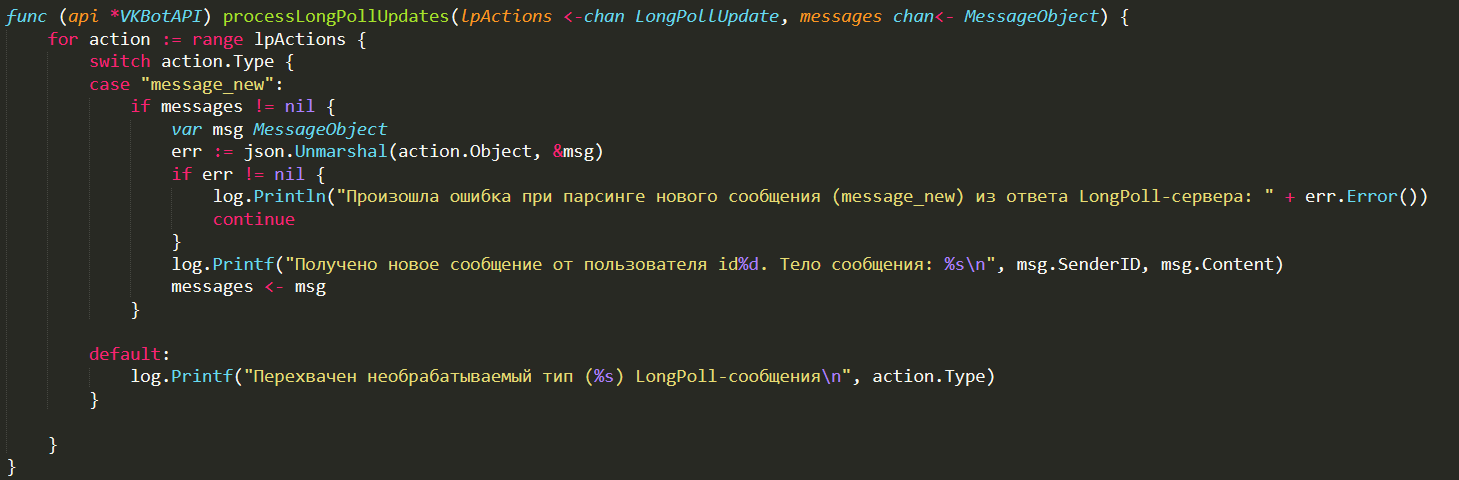 func (api *VKBotAPI) processLongPollUpdates(lpActions <-chan LongPollUpdate, messages chan<- MessageObject) {
    for action := range lpActions {
        switch action.Type {
        case "message_new":
            if messages != nil {
                var msg MessageObject
                err := json.Unmarshal(action.Object, &msg)
                if err != nil {
                    log.Println("Произошла ошибка при парсинге нового сообщения (message_new) из ответа LongPoll-сервера: " + err.Error())
                    continue
                }
                log.Printf("Получено новое сообщение от пользователя id%d. Тело сообщения: %s\n", msg.SenderID, msg.Content)
                messages <- msg
            }

        default:
            log.Printf("Перехвачен необрабатываемый тип (%s) LongPoll-сообщения\n", action.Type)
        }

    }
}